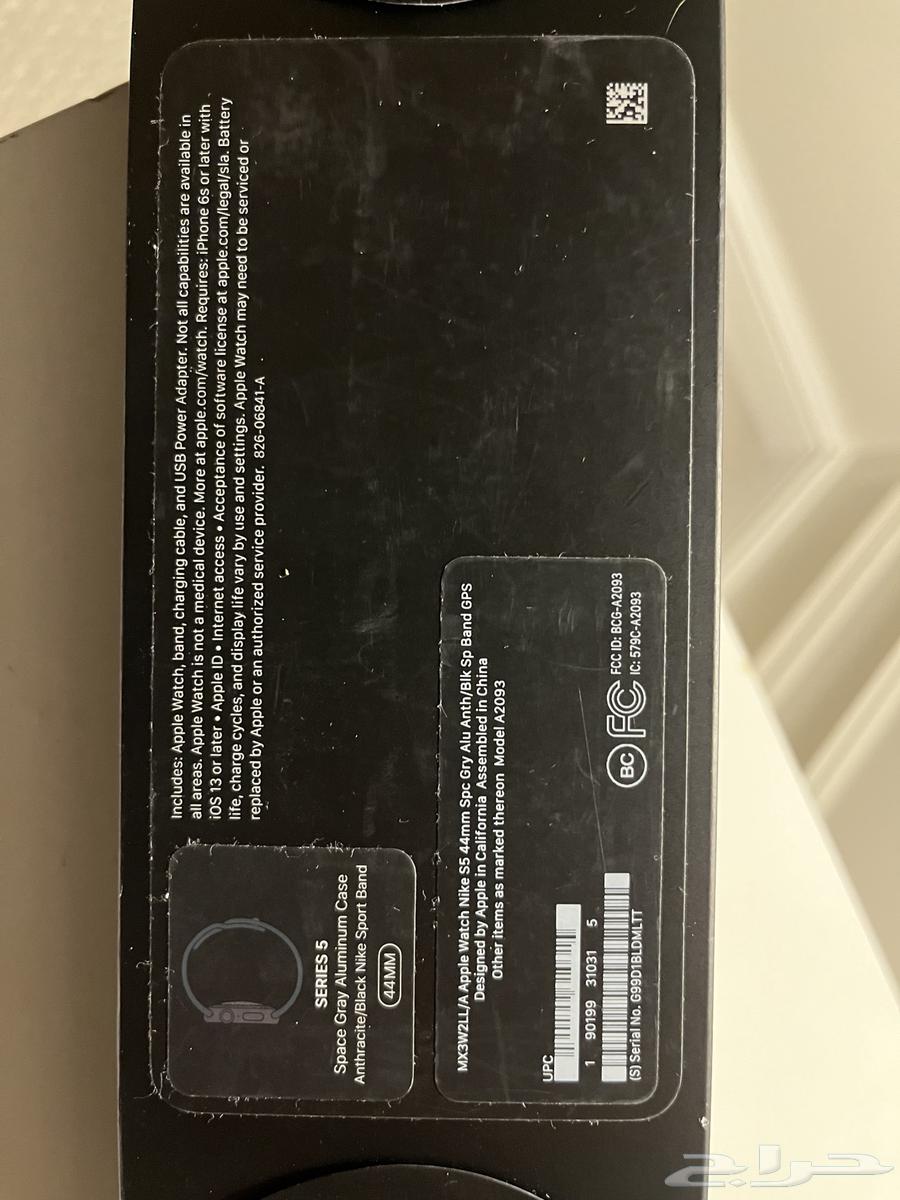 Includes: Apple Watch, band, charging cable, and USB Power Adapter. Not all capabilities are available in
all areas. Apple Watch is not a medical device. More at apple.com/watch. Requires: iPhone 6s or later with
iOS 13 or later • Apple ID • Internet access • Acceptance of software license at apple.com/legal/sla. Battery
life, charge cycles, and display life vary by use and settings. Apple Watch may need to be serviced or
replaced by Apple or an authorized service provider. 826-06841-A
SERIES 5
Space Gray Aluminum Case
Anthracite/Black Nike Sport Band
44MM
MX3W2LL/A Apple Watch Nike S5 44mm Spc Gry Alu Anth/Blk Sp Band GPS
Designed by Apple in California Assembled in China
Other items as marked thereon Model A2093
UPC
1 90199 31031 5
(S) Serial No. G99D1BLDMLTT
BC
FC
FCC ID: BCG-A2093
IC: 579C-A2093
حراج